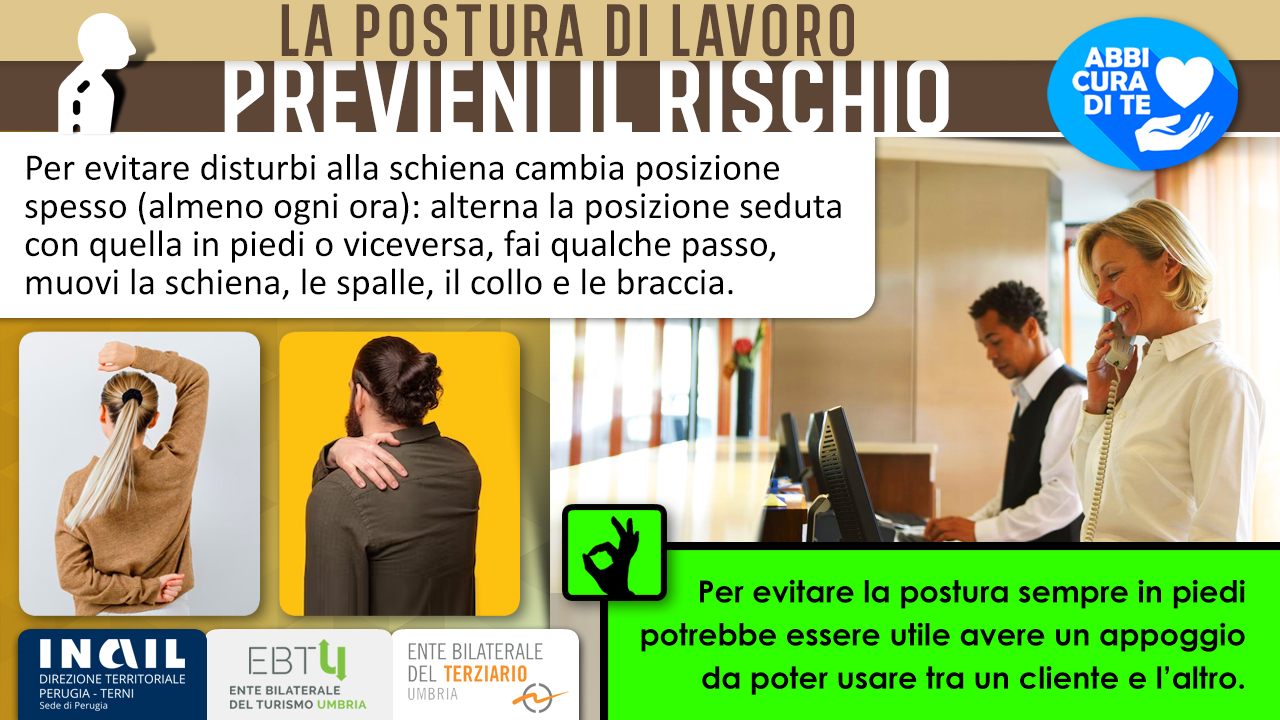 LA POSTURA DI LAVORO
PREVIENI IL RISCHIO
ABBI
CURA
DI TE
Per evitare disturbi alla schiena cambia posizione
spesso (almeno ogni ora): alterna la posizione seduta
con quella in piedi o viceversa, fai qualche passo,
muovi la schiena, le spalle, il collo e le braccia.
Per evitare la postura sempre in piedi
potrebbe essere utile avere un appoggio
da poter usare tra un cliente e l'altro.
INAIL
DIREZIONE TERRITORIALE
PERUGIA - TERNI
Sede di Perugia
EBTU
ENTE BILATERALE
DEL TURISMO UMBRIA
ENTE BILATERALE
DEL TERZIARIO
UMBRIA